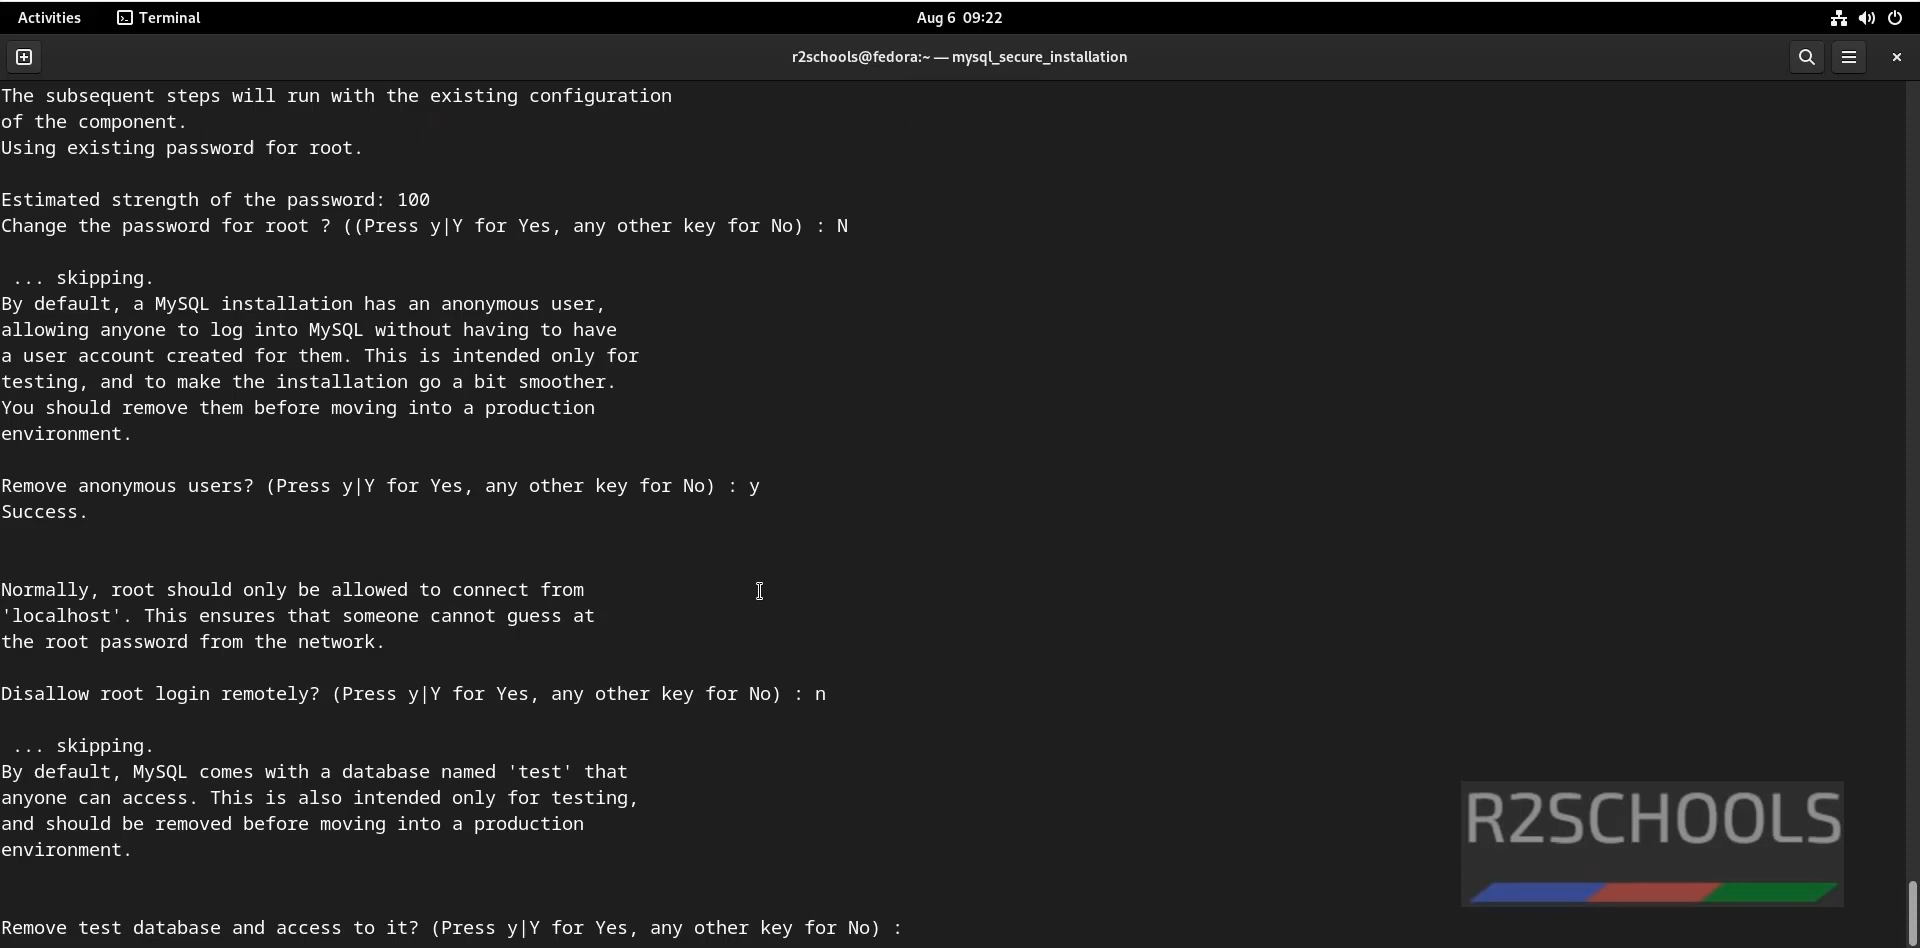 Activities Terminal Aug 6 09:22
r2schools@fedora:~ — mysql_secure_installation
The subsequent steps will run with the existing configuration
of the component.
Using existing password for root.
Estimated strength of the password: 100
Change the password for root ? ((Press y|Y for Yes, any other key for No) : N
... skipping.
By default, a MySQL installation has an anonymous user,
allowing anyone to log into MySQL without having to have
a user account created for them. This is intended only for
testing, and to make the installation go a bit smoother.
You should remove them before moving into a production
environment.
Remove anonymous users? (Press y|Y for Yes, any other key for No) : y
Success.
Normally, root should only be allowed to connect from
'localhost'. This ensures that someone cannot guess at
the root password from the network.
Disallow root login remotely? (Press y|Y for Yes, any other key for No) : n
... skipping.
By default, MySQL comes with a database named 'test' that
anyone can access. This is also intended only for testing,
and should be removed before moving into a production
environment.
R2SCHOOLS
Remove test database and access to it? (Press y|Y for Yes, any other key for No) :